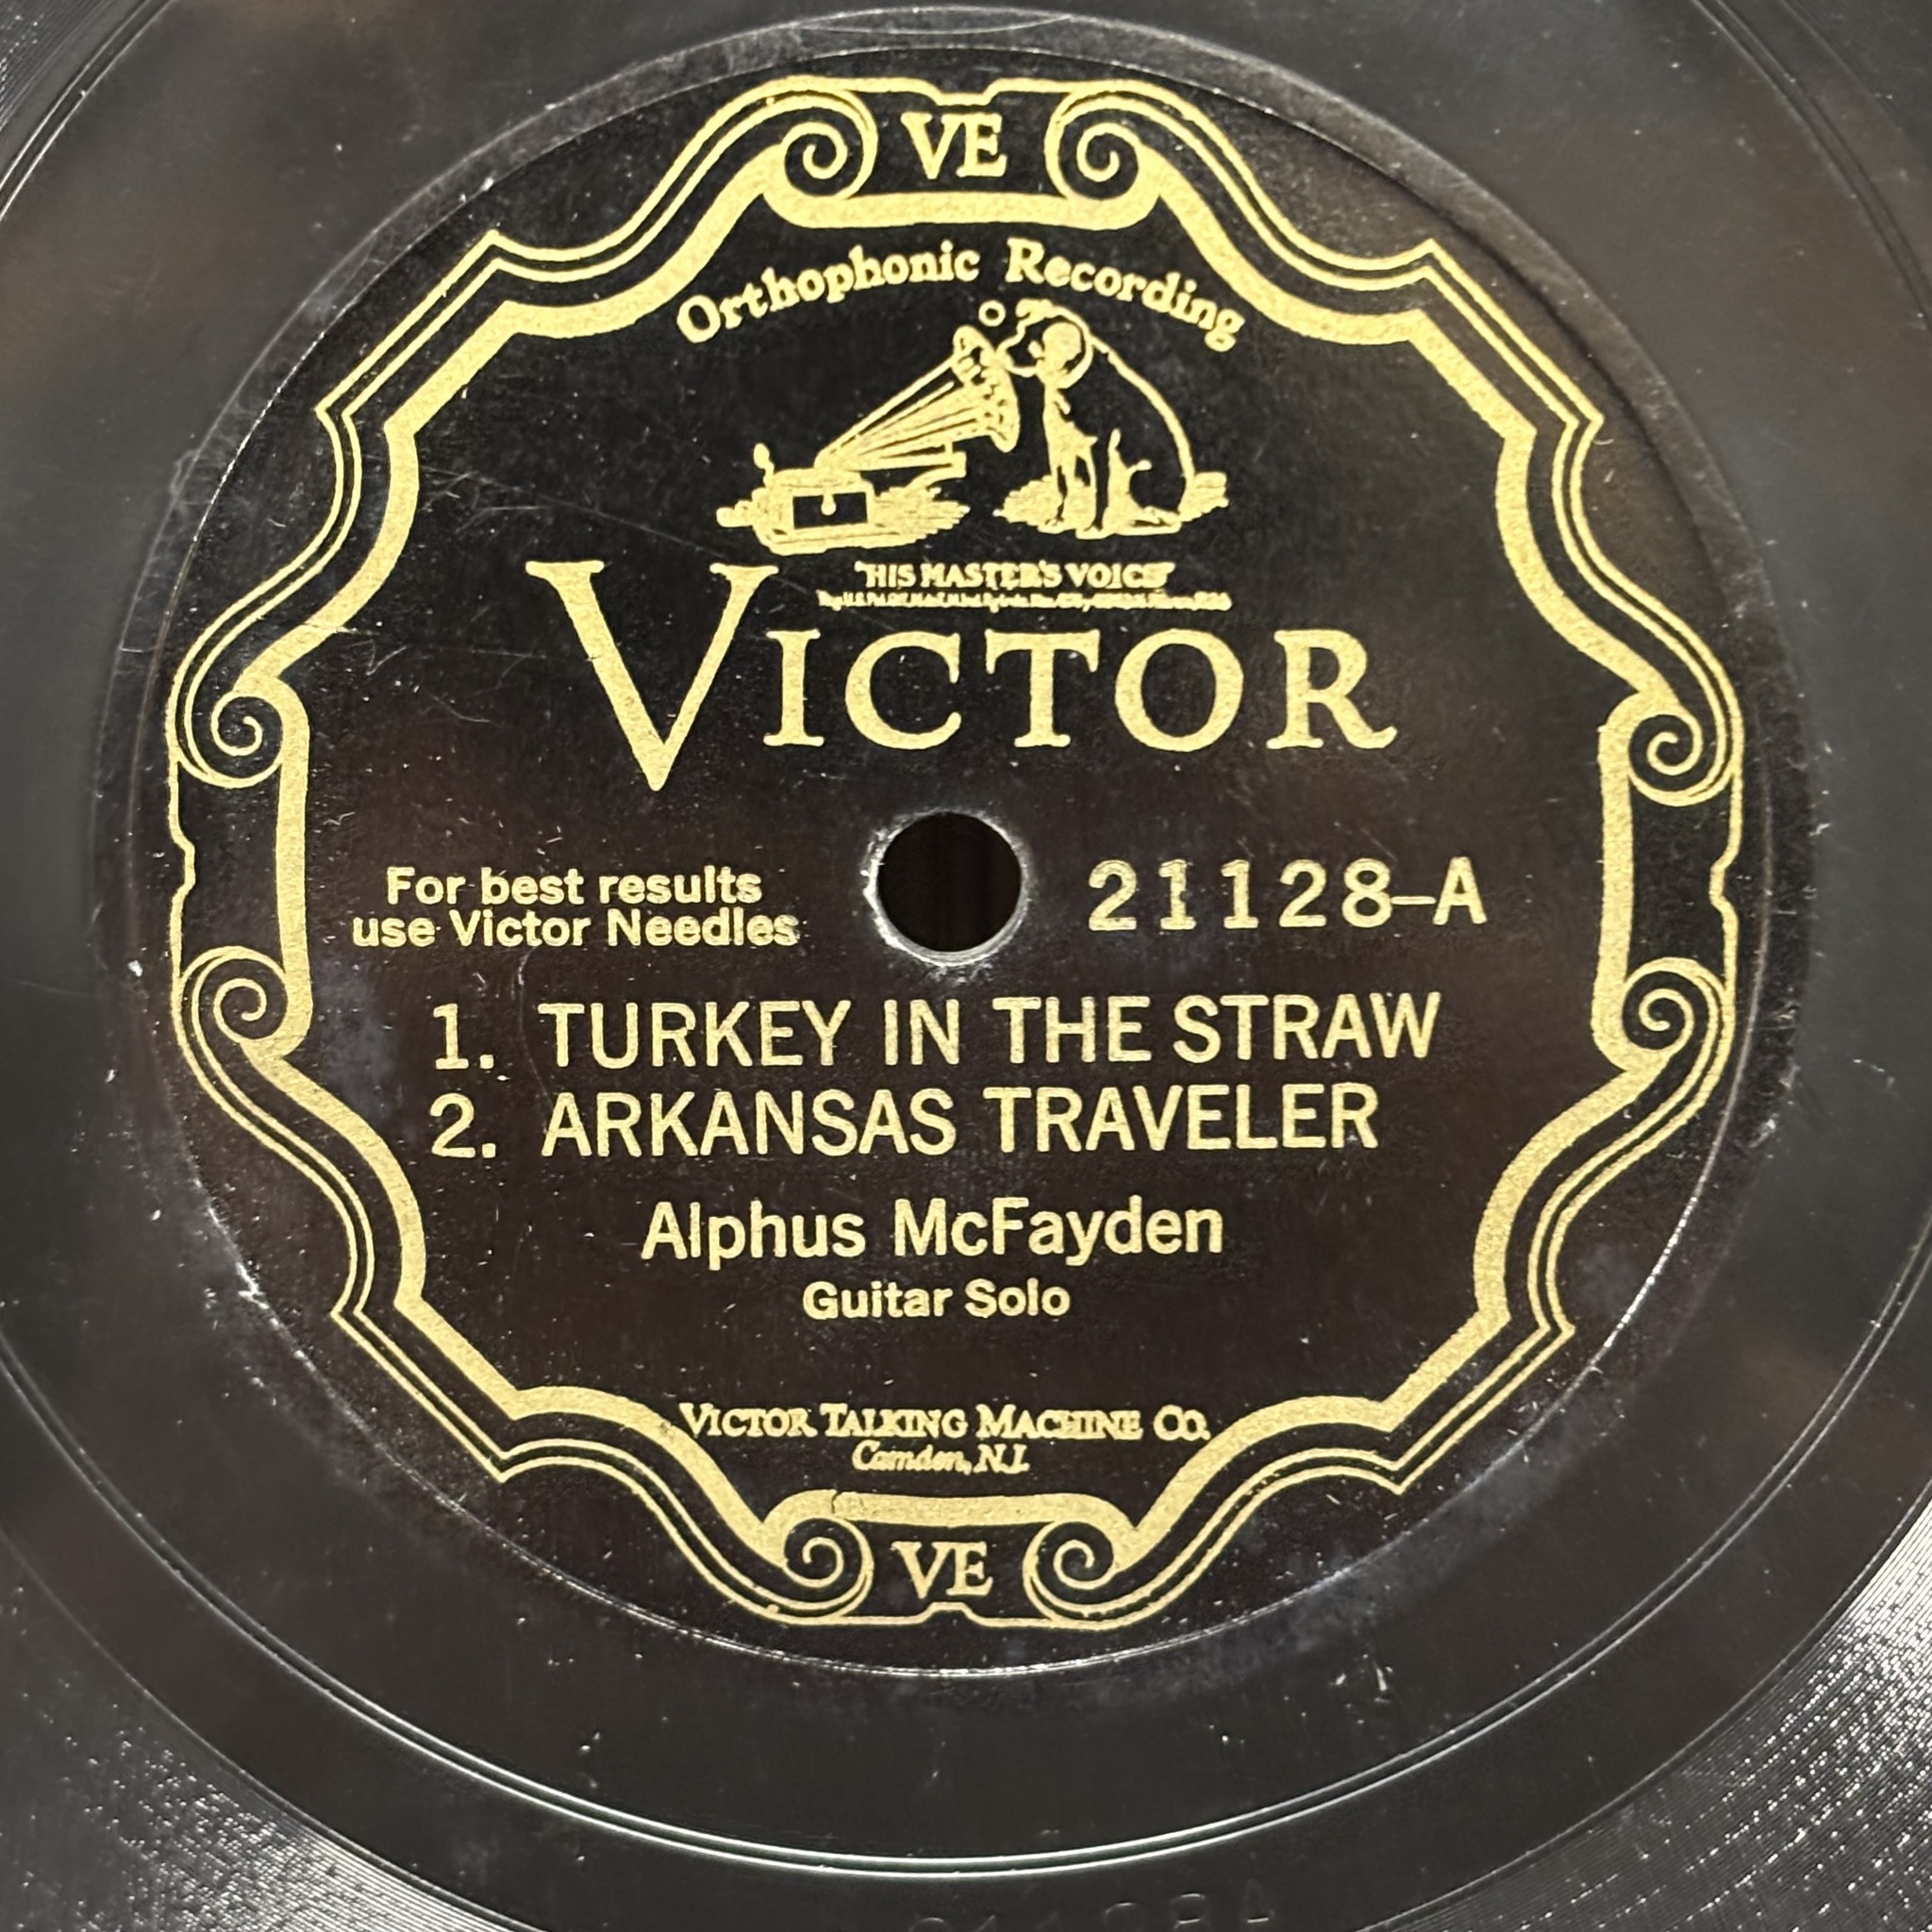 VE
Orthophonic Recording
"HIS MASTER'S VOICE"
VICTOR
For best results
use Victor Needles
21128-A
1. TURKEY IN THE STRAW
2. ARKANSAS TRAVELER
Alphus McFayden
Guitar Solo
VICTOR TALKING MACHINE CO.
Camden, N.J.
VE